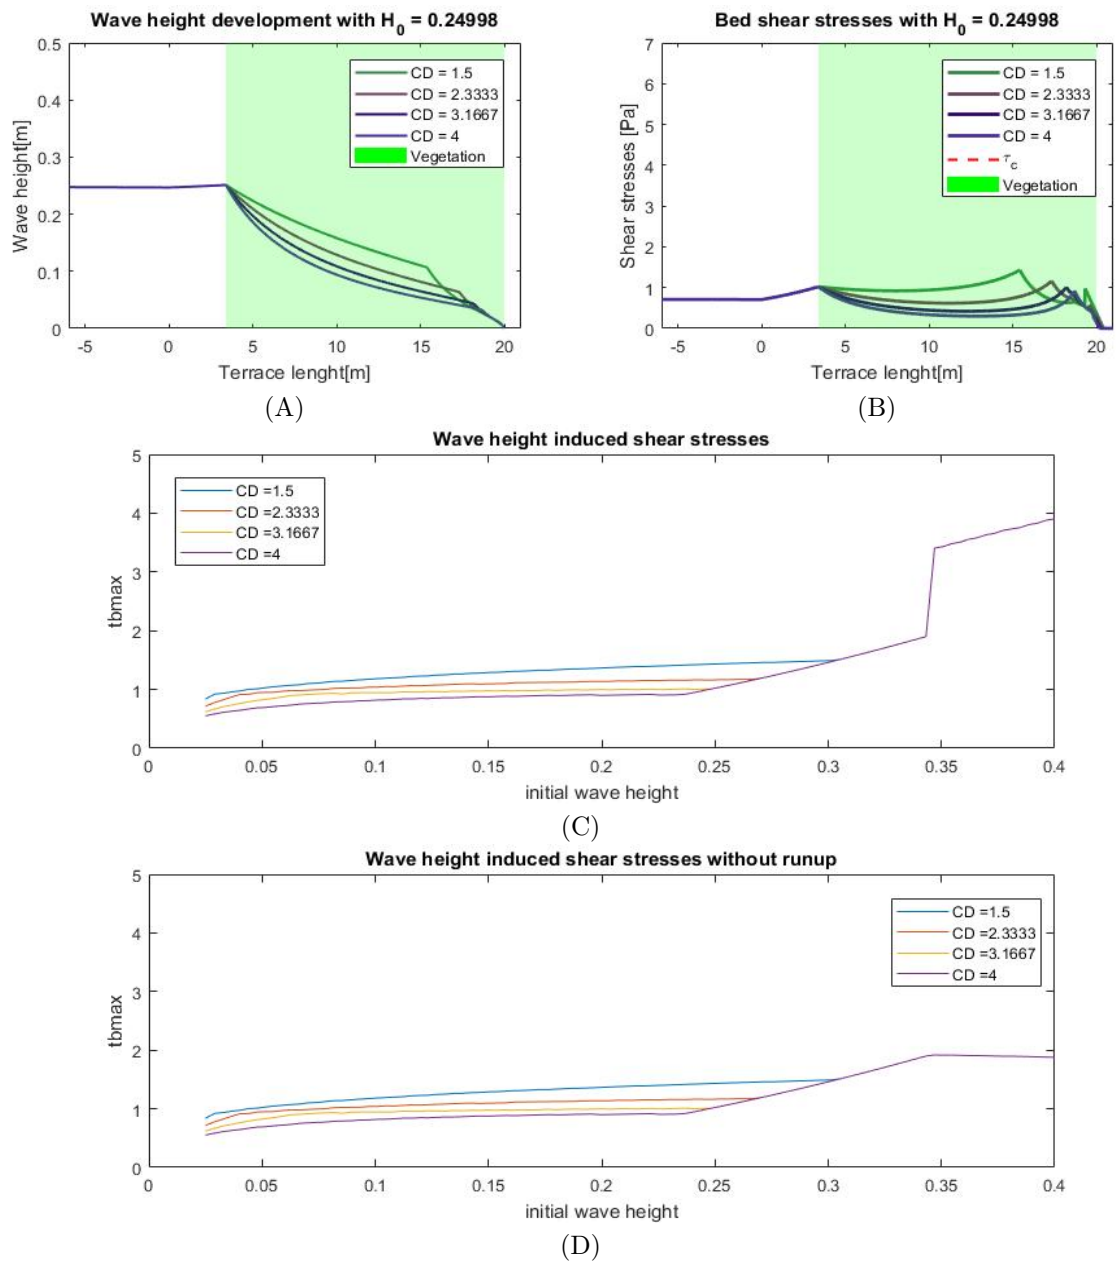 Wave height development with H0 = 0.24998
0.5
0.4
0.3
0.2
0.1
0
Wave height[m]
CD = 1.5
CD = 2.3333
CD = 3.1667
CD = 4
Vegetation
-5 0 5 10 15 20
Terrace lenght[m]
(A)
Bed shear stresses with H0 = 0.24998
7
6
5
4
3
2
1
0
Shear stresses [Pa]
CD = 1.5
CD = 2.3333
CD = 3.1667
CD = 4
τc
Vegetation
-5 0 5 10 15 20
Terrace lenght[m]
(B)
Wave height induced shear stresses
5
4
3
2
1
0
tbmax
CD =1.5
CD =2.3333
CD =3.1667
CD =4
0 0.05 0.1 0.15 0.2 0.25 0.3 0.35 0.4
initial wave height
(C)
Wave height induced shear stresses without runup
5
4
3
2
1
0
tbmax
CD =1.5
CD =2.3333
CD =3.1667
CD =4
0 0.05 0.1 0.15 0.2 0.25 0.3 0.35 0.4
initial wave height
(D)